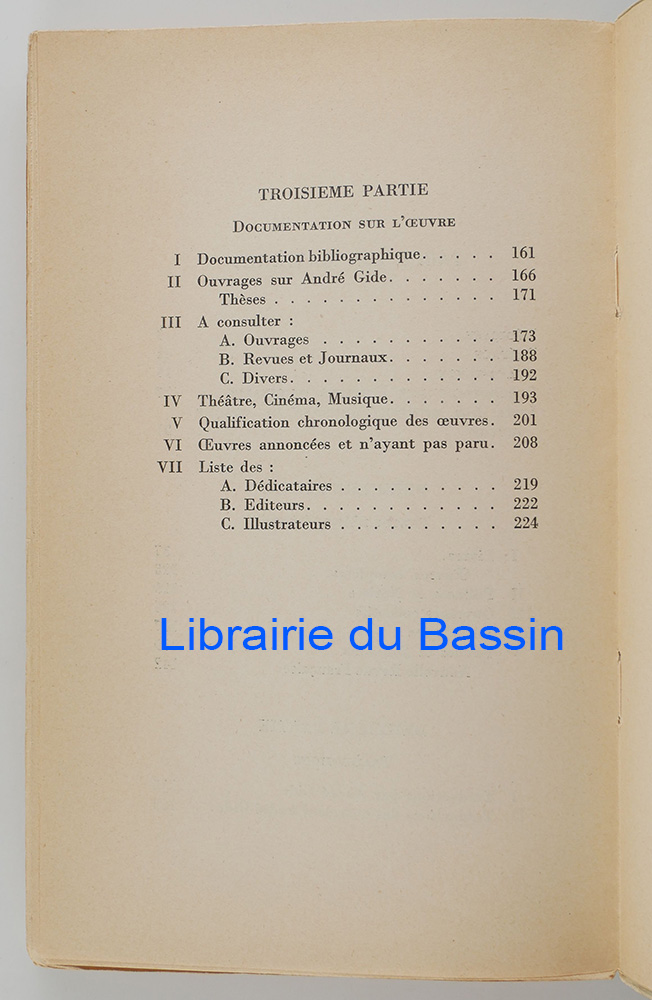 TROISIEME PARTIE
DOCUMENTATION SUR L'ŒUVRE
I Documentation bibliographique. . . . . 161
II Ouvrages sur André Gide. . . . . . . 166
Thèses . . . . . . . . . . . . . . 171
III A consulter :
A. Ouvrages . . . . . . . . . . . 173
B. Revues et Journaux. . . . . . . 188
C. Divers. . . . . . . . . . . . . 192
IV Théâtre, Cinéma, Musique. . . . . . . 193
V Qualification chronologique des œuvres. 201
VI Œuvres annoncées et n'ayant pas paru. 208
VII Liste des :
A. Dédicataires . . . . . . . . . . 219
B. Editeurs. . . . . . . . . . . . 222
C. Illustrateurs . . . . . . . . . . 224
Librairie du Bassin